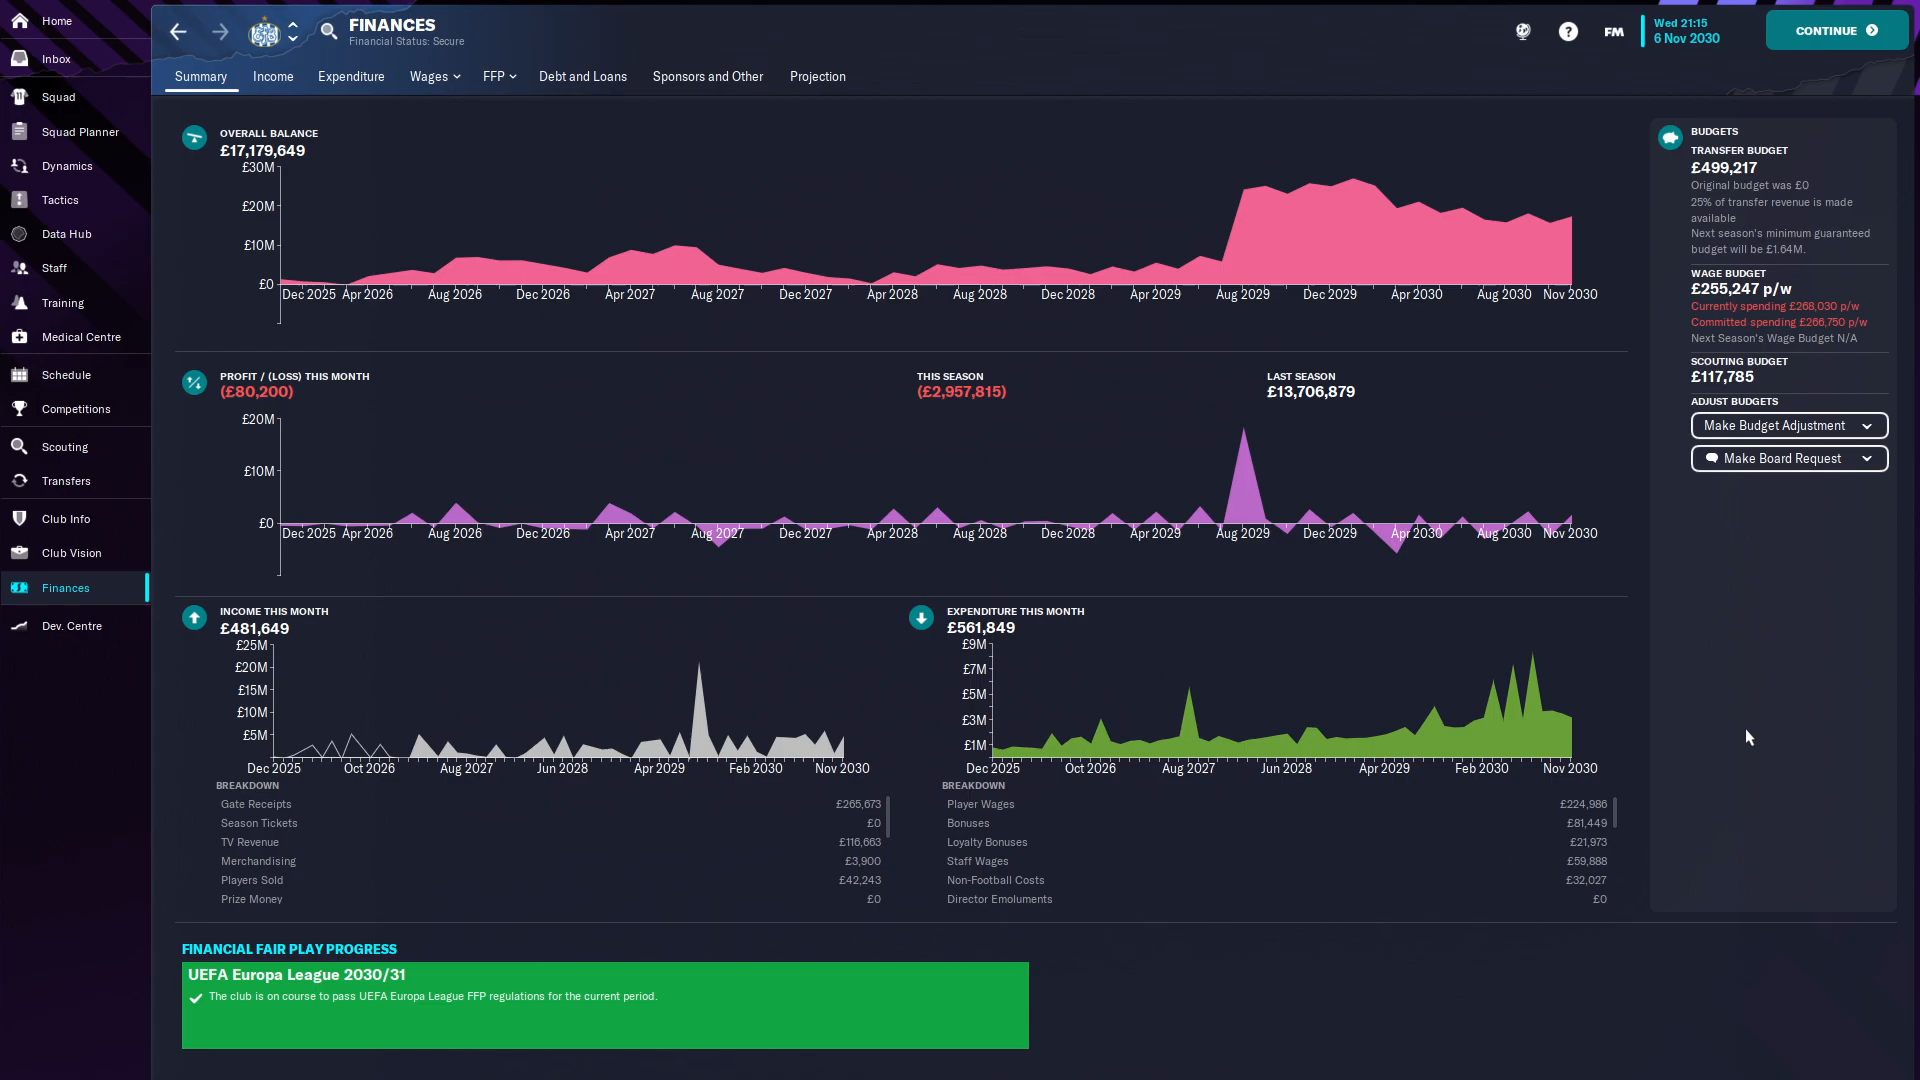 Home
Inbox
Squad
Squad Planner
Dynamics
Tactics
Data Hub
Staff
Training
Medical Centre
Schedule
Competitions
Scouting
Transfers
Club Info
Club Vision
Finances
Dev. Centre
FINANCES
Financial Status: Secure
?
FM
Wed 21:15
6 Nov 2030
CONTINUE
Summary
Income
Expenditure
Wages
FFP
Debt and Loans
Sponsors and Other
Projection
OVERALL BALANCE
£17,179,649
£30M
£20M
£10M
£0
Dec 2025 Apr 2026 Aug 2026 Dec 2026 Apr 2027 Aug 2027 Dec 2027 Apr 2028 Aug 2028 Dec 2028 Apr 2029 Aug 2029 Dec 2029 Apr 2030 Aug 2030 Nov 2030
PROFIT / (LOSS) THIS MONTH
(£80,200)
THIS SEASON
(£2,957,815)
LAST SEASON
£13,706,879
£20M
£10M
£0
Dec 2025 Apr 2026 Aug 2026 Dec 2026 Apr 2027 Aug 2027 Dec 2027 Apr 2028 Aug 2028 Dec 2028 Apr 2029 Aug 2029 Dec 2029 Apr 2030 Aug 2030 Nov 2030
INCOME THIS MONTH
£481,649
£25M
£20M
£15M
£10M
£5M
Dec 2025 Oct 2026 Aug 2027 Jun 2028 Apr 2029 Feb 2030 Nov 2030
BREAKDOWN
Gate Receipts £265,673
Season Tickets £0
TV Revenue £116,663
Merchandising £3,900
Players Sold £42,243
Prize Money £0
EXPENDITURE THIS MONTH
£561,849
£9M
£7M
£5M
£3M
£1M
Dec 2025 Oct 2026 Aug 2027 Jun 2028 Apr 2029 Feb 2030 Nov 2030
BREAKDOWN
Player Wages £224,986
Bonuses £81,449
Loyalty Bonuses £21,973
Staff Wages £59,888
Non-Football Costs £32,027
Director Emoluments £0
FINANCIAL FAIR PLAY PROGRESS
UEFA Europa League 2030/31
The club is on course to pass UEFA Europa League FFP regulations for the current period.
BUDGETS
TRANSFER BUDGET
£499,217
Original budget was £0
25% of transfer revenue is made
available
Next season's minimum guaranteed
budget will be £1.64M.
WAGE BUDGET
£255,247 p/w
Currently spending £268,030 p/w
Committed spending £266,750 p/w
Next Season's Wage Budget N/A
SCOUTING BUDGET
£117,785
ADJUST BUDGETS
Make Budget Adjustment
Make Board Request